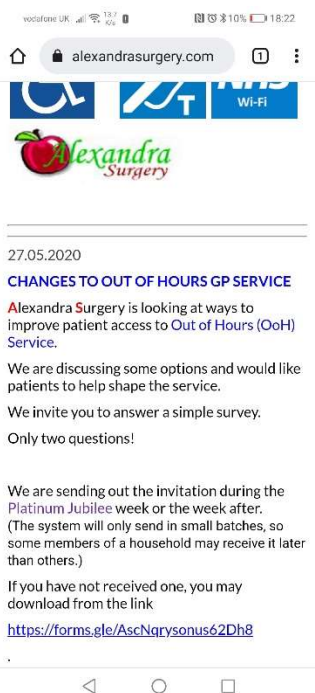 vodafone UK 13.7 K/s 10% 18:22
alexandrasurgery.com 1
T
NHS
Wi-Fi
Alexandra
Surgery
27.05.2020
CHANGES TO OUT OF HOURS GP SERVICE
Alexandra Surgery is looking at ways to
improve patient access to Out of Hours (OoH)
Service.
We are discussing some options and would like
patients to help shape the service.
We invite you to answer a simple survey.
Only two questions!
We are sending out the invitation during the
Platinum Jubilee week or the week after.
(The system will only send in small batches, so
some members of a household may receive it later
than others.)
If you have not received one, you may
download from the link
https://forms.gle/AscNqrysonus62Dh8
.